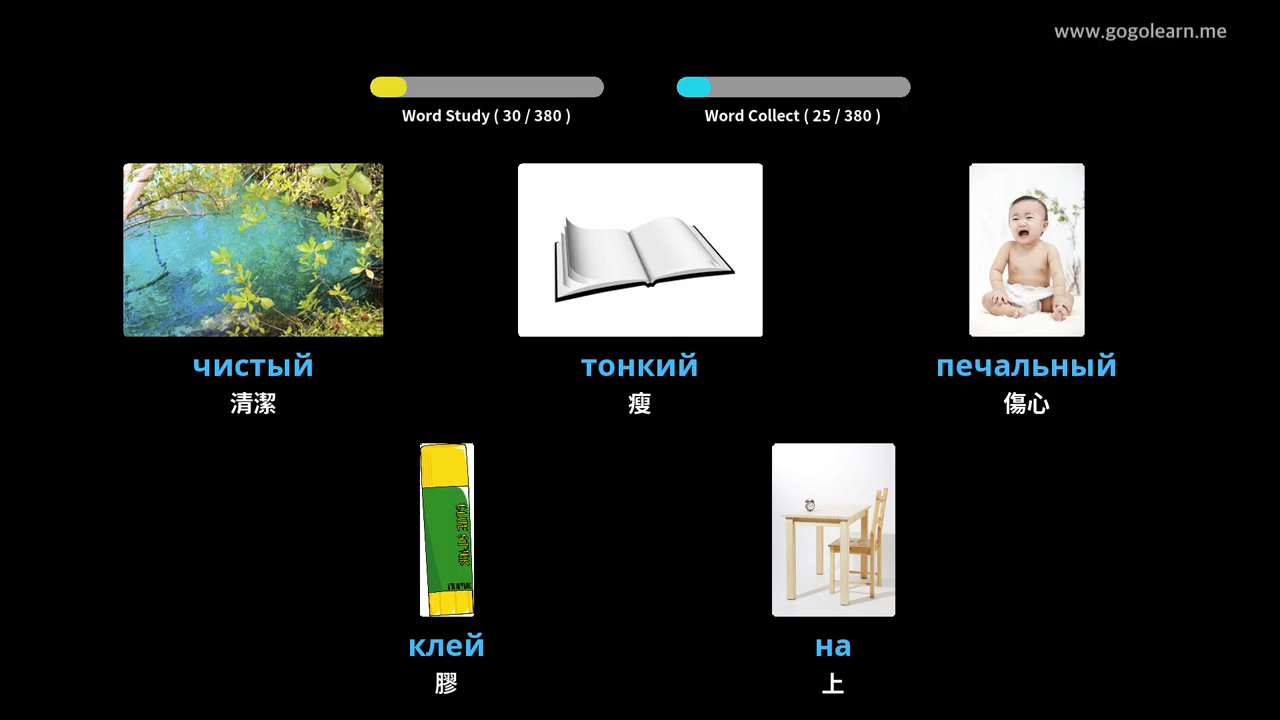 www.gogolearn.me
Word Study ( 30 / 380 )
Word Collect ( 25 / 380 )
чистый
清潔
тонкий
瘦
печальный
傷心
клей
膠
на
上